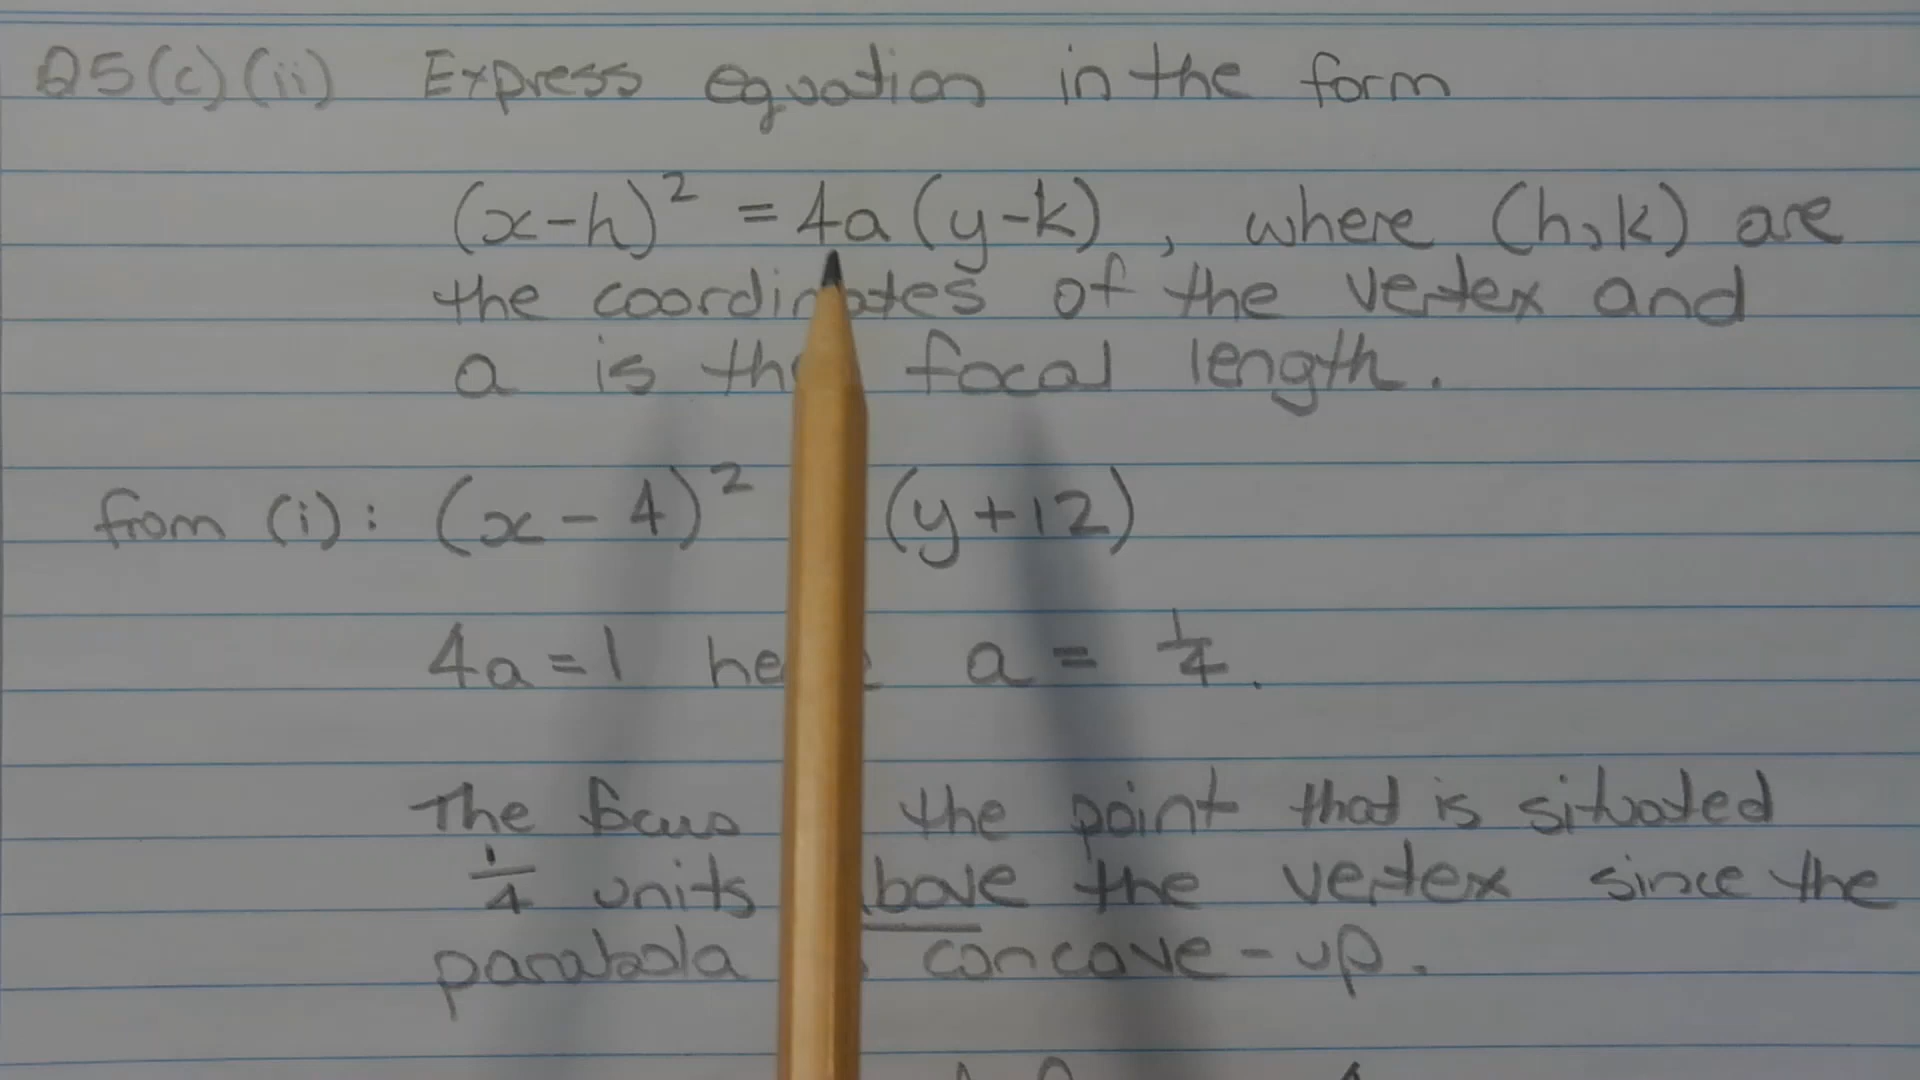 Q5(c)(ii) Express equation in the form
(x-h)² = 4a(y-k), where (h,k) are
the coordinates of the vertex and
a is the focal length.
from (i): (x-4)² (y+12)
4a=1 a = 1/4.
The focus the point that is situated
1/4 units above the vertex since the
parabola concave-up.